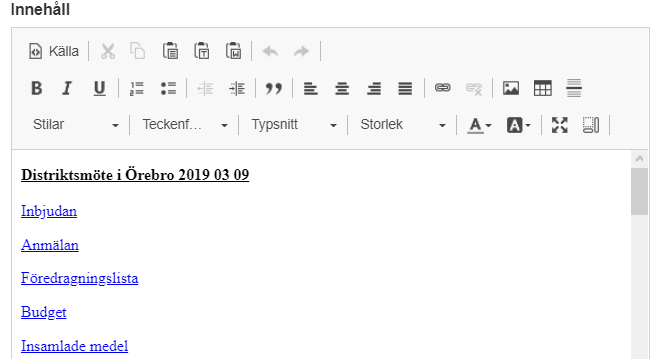 Innehåll
Källa
Stilar Teckenf... Typsnitt Storlek
Distriktsmöte i Örebro 2019 03 09
Inbjudan
Anmälan
Föredragningslista
Budget
Insamlade medel